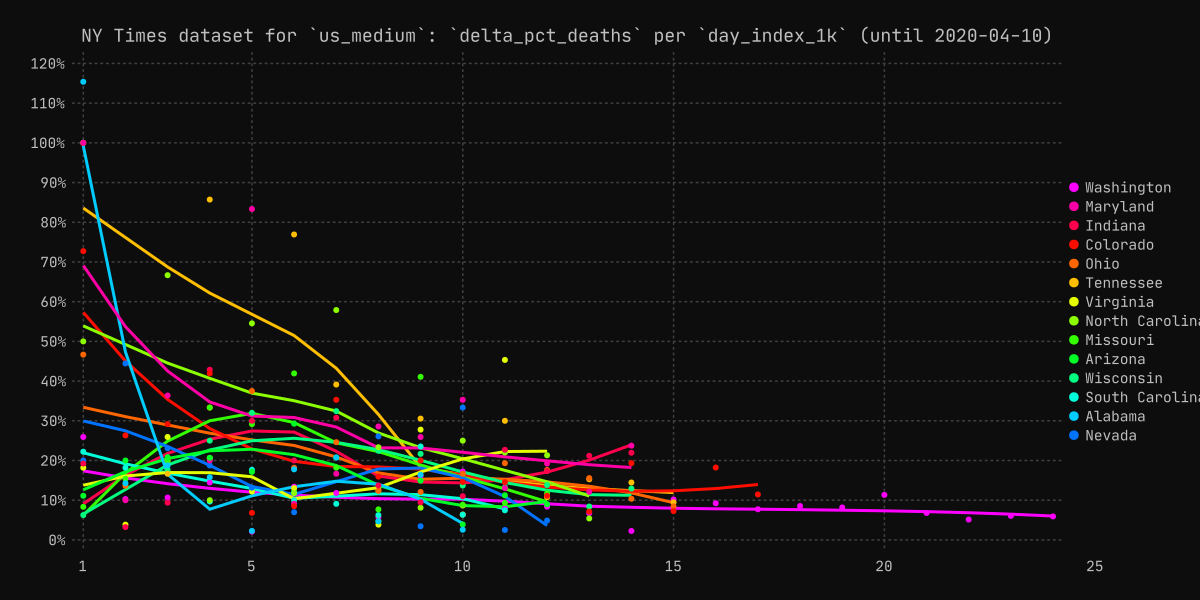 NY Times dataset for `us_medium`: `delta_pct_deaths` per `day_index_1k` (until 2020-04-10)
120%
110%
100%
90%
80%
70%
60%
50%
40%
30%
20%
10%
0%
1 5 10 15 20 25
Washington
Maryland
Indiana
Colorado
Ohio
Tennessee
Virginia
North Carolina
Missouri
Arizona
Wisconsin
South Carolina
Alabama
Nevada